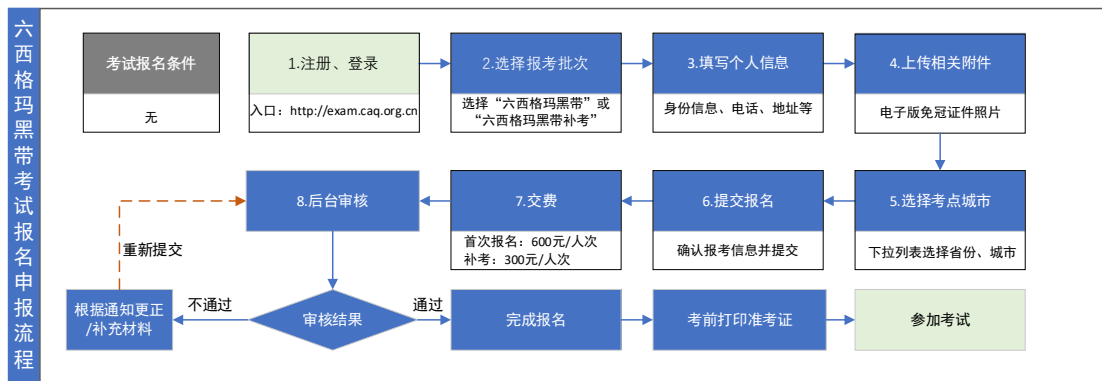 六西格玛黑带考试报名申报流程
考试报名条件
无
1.注册、登录
入口：http://exam.caq.org.cn
2.选择报考批次
选择“六西格玛黑带”或
“六西格玛黑带补考”
3.填写个人信息
身份信息、电话、地址等
4.上传相关附件
电子版免冠证件照片
5.选择考点城市
下拉列表选择省份、城市
6.提交报名
确认报考信息并提交
7.交费
首次报名：600元/人次
补考：300元/人次
8.后台审核
重新提交
根据通知更正
/补充材料
不通过
审核结果
通过
完成报名
考前打印准考证
参加考试